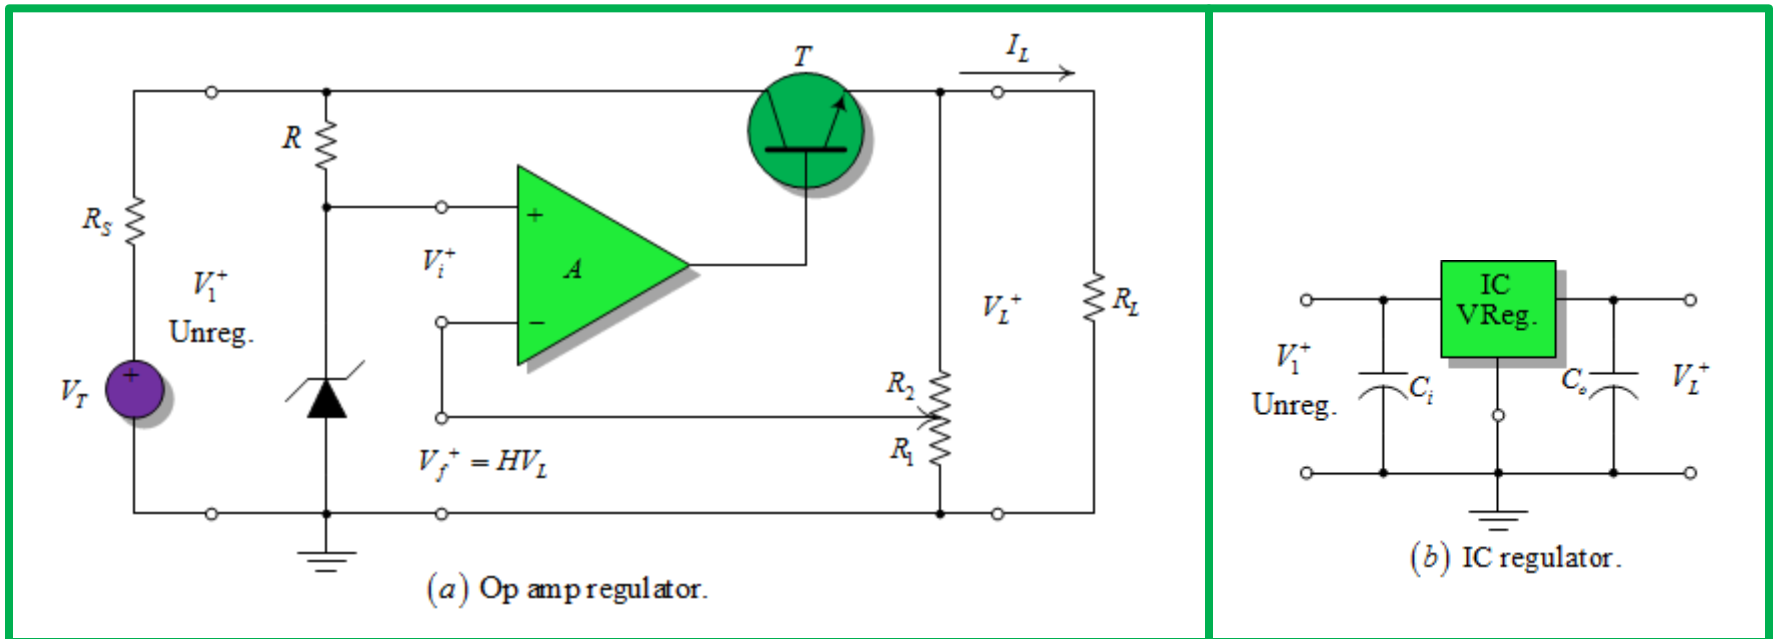 T
I_L
R
R_S
V_i^+
+
A
−
V_1^+
Unreg.
V_L^+
R_L
V_T
+
R_2
R_1
V_f^+ = HV_L
(a) Op amp regulator.
IC
VReg.
V_1^+
Unreg.
C_i
C_o
V_L^+
(b) IC regulator.